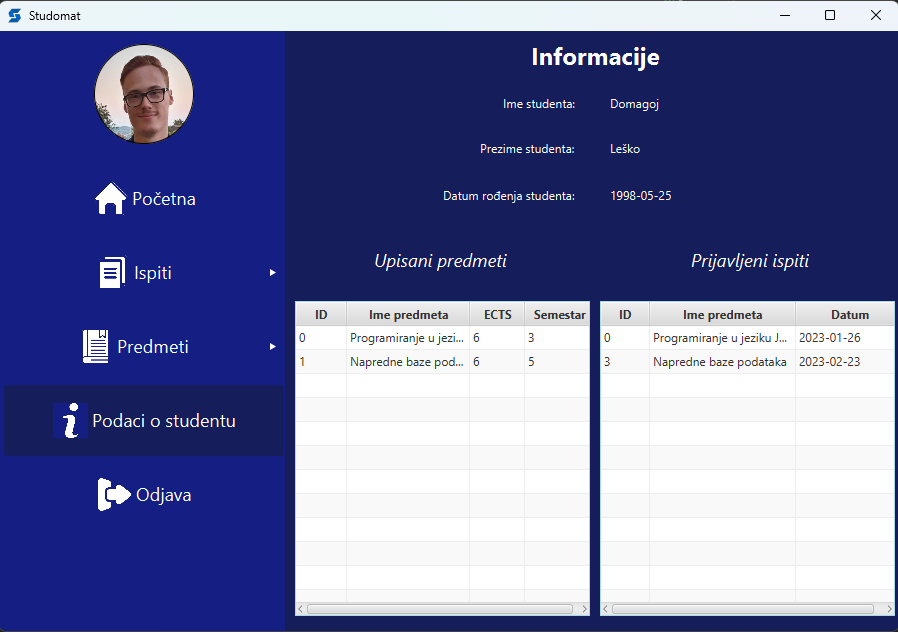 Studomat
Početna
Ispiti
Predmeti
Podaci o studentu
Odjava
Informacije
Ime studenta: Domagoj
Prezime studenta: Leško
Datum rođenja studenta: 1998-05-25
Upisani predmeti
ID Ime predmeta ECTS Semestar
0 Programiranje u jezi... 6 3
1 Napredne baze pod... 6 5
Prijavljeni ispiti
ID Ime predmeta Datum
0 Programiranje u jeziku J... 2023-01-26
3 Napredne baze podataka 2023-02-23